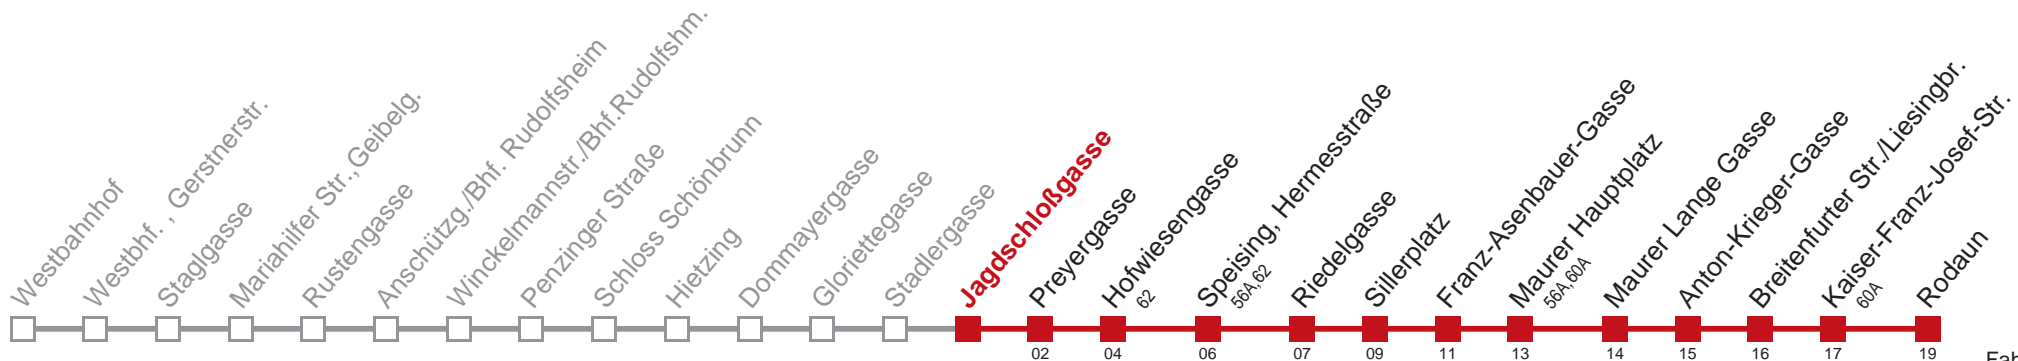 Westbahnhof
Westbhf. , Gerstnerstr.
Staglgasse
Mariahilfer Str.,Geibelg.
Rustengasse
Anschützg./Bhf. Rudolfsheim
Winckelmannstr./Bhf.Rudolfshm.
Penzinger Straße
Schloss Schönbrunn
Hietzing
Dommayergasse
Gloriettegasse
Stadlergasse
Jagdschloßgasse
Preyergasse
Hofwiesengasse
62
Speising, Hermesstraße
56A,62
Riedelgasse
Sillerplatz
Franz-Asenbauer-Gasse
Maurer Hauptplatz
56A,60A
Maurer Lange Gasse
Anton-Krieger-Gasse
Breitenfurter Str./Liesingbr.
Kaiser-Franz-Josef-Str.
60A
Rodaun
02 04 06 07 09 11 13 14 15 16 17 19
Fah